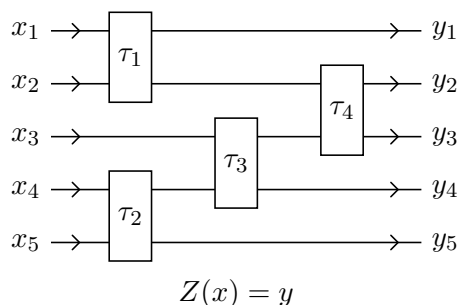 x₁ τ₁ y₁
x₂ τ₄ y₂
x₃ τ₃ y₃
x₄ τ₂ y₄
x₅ y₅
Z(x) = y